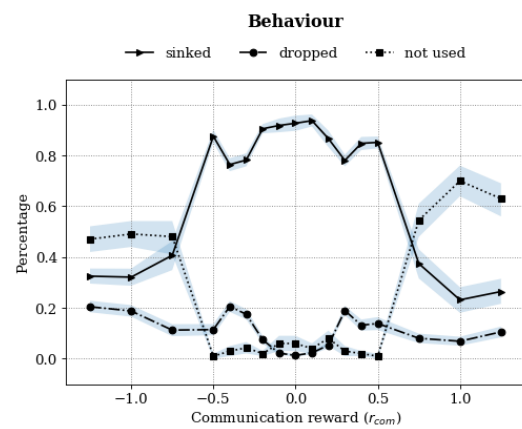 Behaviour
sinked dropped not used
1.0
0.8
0.6
0.4
0.2
0.0
Percentage
−1.0 −0.5 0.0 0.5 1.0
Communication reward (r_com)